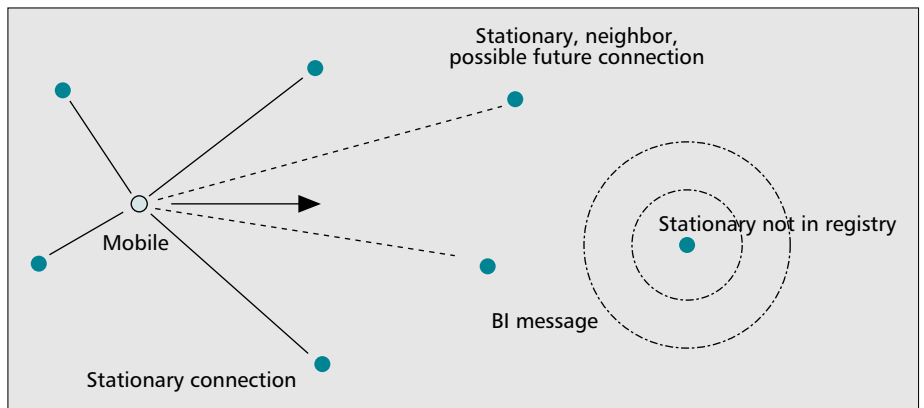 Stationary, neighbor,
possible future connection
Stationary not in registry
Mobile
BI message
Stationary connection